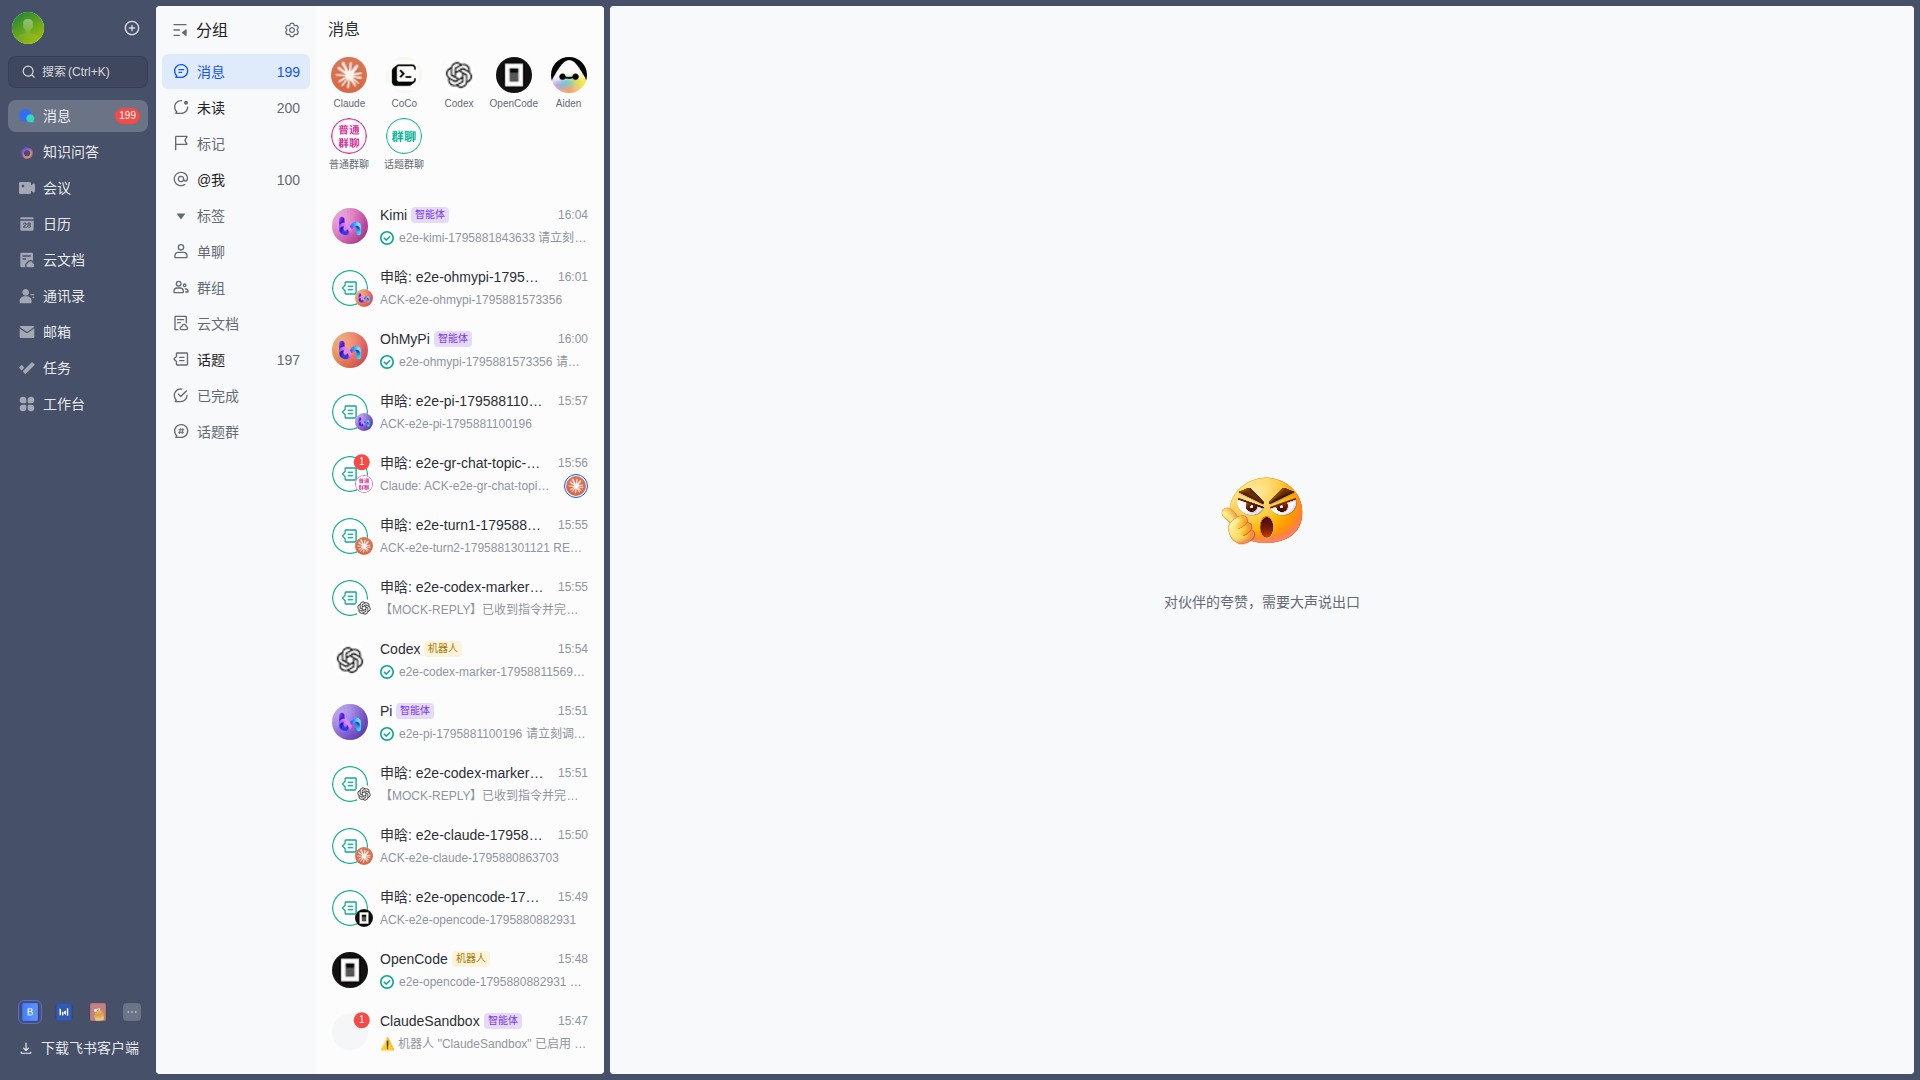 搜索 (Ctrl+K)
消息 199
知识问答
会议
日历
云文档
通讯录
邮箱
任务
工作台
下载飞书客户端
分组
消息 199
未读 200
标记
@我 100
标签
单聊
群组
云文档
话题 197
已完成
话题群
消息
Claude CoCo Codex OpenCode Aiden
普通群聊 群聊
普通群聊 话题群聊
Kimi 智能体 16:04
e2e-kimi-1795881843633 请立刻…
申晗: e2e-ohmypi-1795… 16:01
ACK-e2e-ohmypi-1795881573356
OhMyPi 智能体 16:00
e2e-ohmypi-1795881573356 请…
申晗: e2e-pi-179588110… 15:57
ACK-e2e-pi-1795881100196
1 申晗: e2e-gr-chat-topic-… 15:56
Claude: ACK-e2e-gr-chat-topi…
申晗: e2e-turn1-179588… 15:55
ACK-e2e-turn2-1795881301121 RE…
申晗: e2e-codex-marker… 15:55
【MOCK-REPLY】已收到指令并完…
Codex 机器人 15:54
e2e-codex-marker-17958811569…
Pi 智能体 15:51
e2e-pi-1795881100196 请立刻调…
申晗: e2e-codex-marker… 15:51
【MOCK-REPLY】已收到指令并完…
申晗: e2e-claude-17958… 15:50
ACK-e2e-claude-1795880863703
申晗: e2e-opencode-17… 15:49
ACK-e2e-opencode-1795880882931
OpenCode 机器人 15:48
e2e-opencode-1795880882931 …
1 ClaudeSandbox 智能体 15:47
机器人 "ClaudeSandbox" 已启用 …
对伙伴的夸赞，需要大声说出口